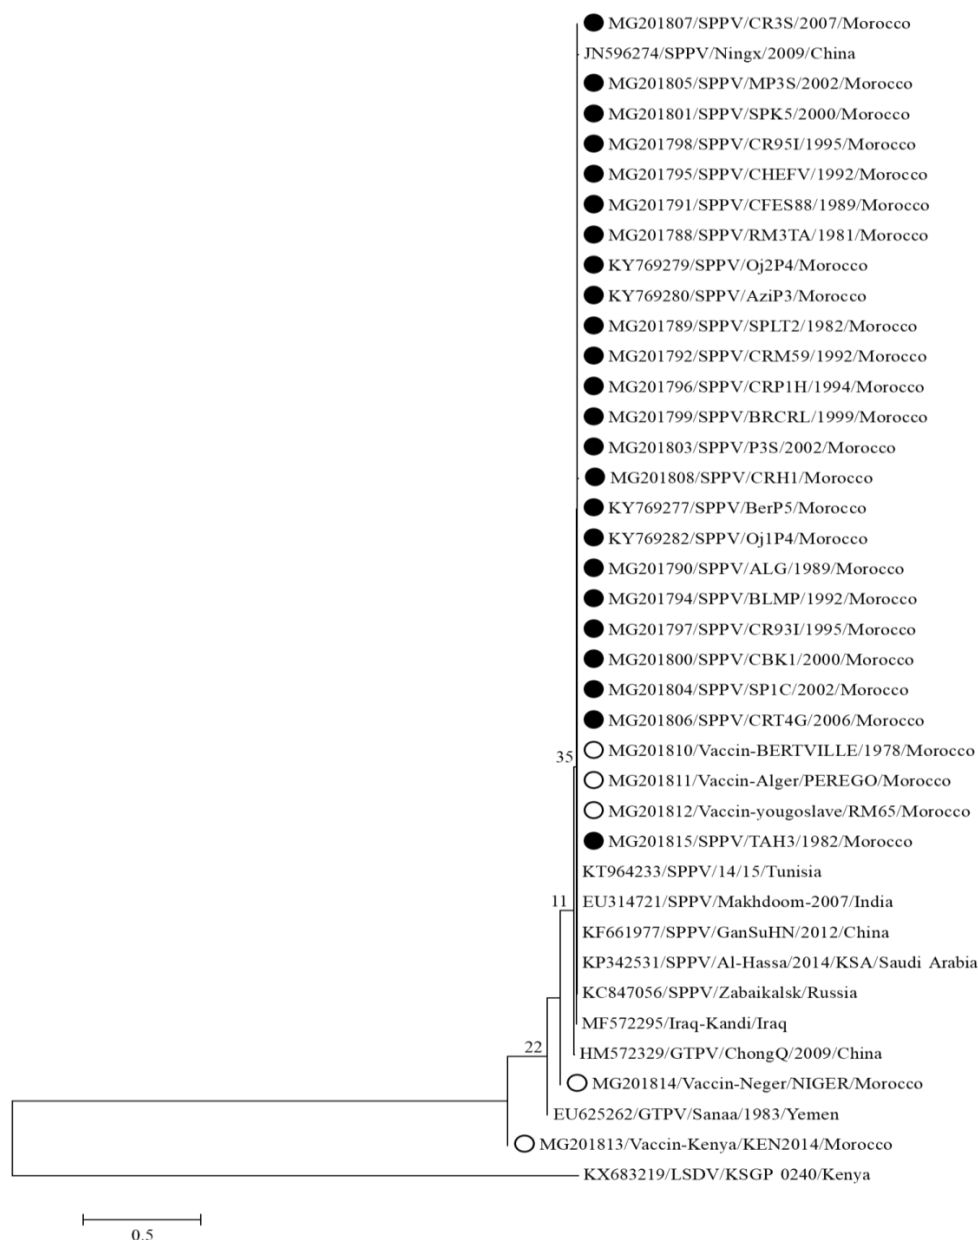 MG201807/SPPV/CR3S/2007/Morocco
JN596274/SPPV/Ningx/2009/China
MG201805/SPPV/MP3S/2002/Morocco
MG201801/SPPV/SPK5/2000/Morocco
MG201798/SPPV/CR95I/1995/Morocco
MG201795/SPPV/CHEFV/1992/Morocco
MG201791/SPPV/CFES88/1989/Morocco
MG201788/SPPV/RM3TA/1981/Morocco
KY769279/SPPV/Oj2P4/Morocco
KY769280/SPPV/AziP3/Morocco
MG201789/SPPV/SPLT2/1982/Morocco
MG201792/SPPV/CRM59/1992/Morocco
MG201796/SPPV/CRP1H/1994/Morocco
MG201799/SPPV/BRCRL/1999/Morocco
MG201803/SPPV/P3S/2002/Morocco
MG201808/SPPV/CRH1/Morocco
KY769277/SPPV/BerP5/Morocco
KY769282/SPPV/Oj1P4/Morocco
MG201790/SPPV/ALG/1989/Morocco
MG201794/SPPV/BLMP/1992/Morocco
MG201797/SPPV/CR93I/1995/Morocco
MG201800/SPPV/CBK1/2000/Morocco
MG201804/SPPV/SP1C/2002/Morocco
MG201806/SPPV/CRT4G/2006/Morocco
35
MG201810/Vaccin-BERTVILLE/1978/Morocco
MG201811/Vaccin-Alger/PEREGO/Morocco
MG201812/Vaccin-yougoslave/RM65/Morocco
MG201815/SPPV/TAH3/1982/Morocco
KT964233/SPPV/14/15/Tunisia
11
EU314721/SPPV/Makhdoom-2007/India
KF661977/SPPV/GanSuHN/2012/China
KP342531/SPPV/Al-Hassa/2014/KSA/Saudi Arabia
KC847056/SPPV/Zabaikalsk/Russia
MF572295/Iraq-Kandi/Iraq
22
HM572329/GTPV/ChongQ/2009/China
MG201814/Vaccin-Neger/NIGER/Morocco
EU625262/GTPV/Sanaa/1983/Yemen
MG201813/Vaccin-Kenya/KEN2014/Morocco
KX683219/LSDV/KSGP 0240/Kenya
0.5